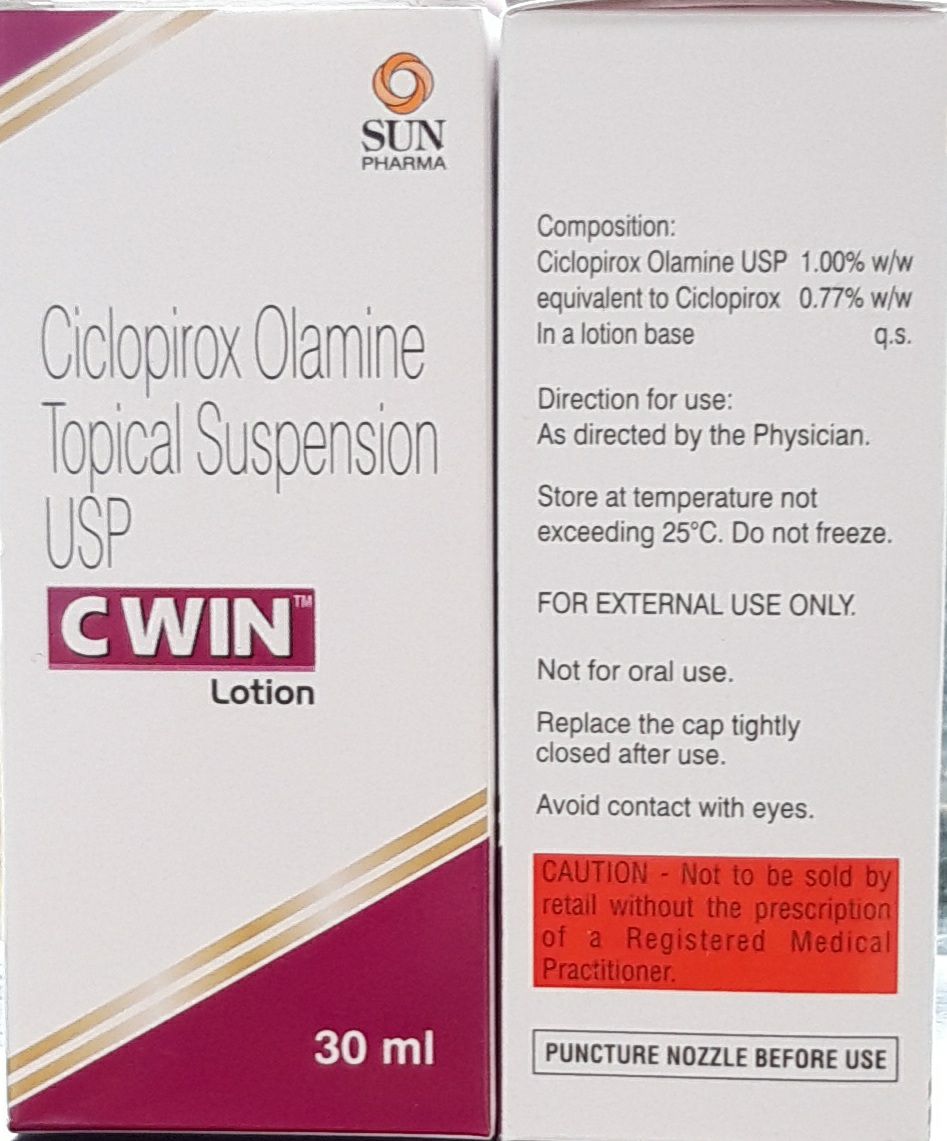 SUN
PHARMA
Ciclopirox Olamine
Topical Suspension
USP
C WIN™
Lotion
30 ml
Composition:
Ciclopirox Olamine USP 1.00% w/w
equivalent to Ciclopirox 0.77% w/w
In a lotion base q.s.
Direction for use:
As directed by the Physician.
Store at temperature not
exceeding 25°C. Do not freeze.
FOR EXTERNAL USE ONLY.
Not for oral use.
Replace the cap tightly
closed after use.
Avoid contact with eyes.
CAUTION - Not to be sold by
retail without the prescription
of a Registered Medical
Practitioner.
PUNCTURE NOZZLE BEFORE USE